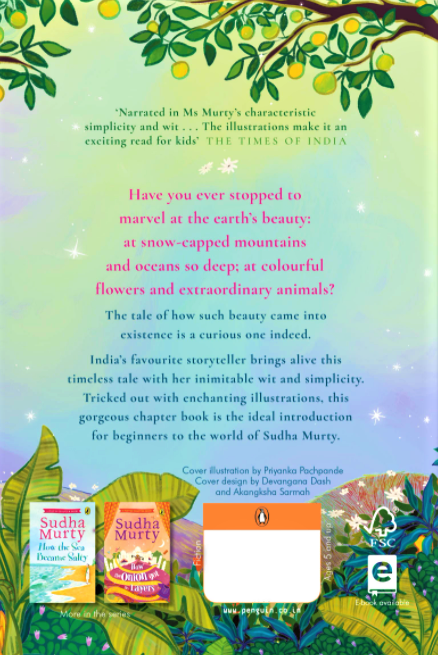 ‘Narrated in Ms Murty’s characteristic
simplicity and wit . . . The illustrations make it an
exciting read for kids’ THE TIMES OF INDIA
Have you ever stopped to
marvel at the earth’s beauty:
at snow-capped mountains
and oceans so deep; at colourful
flowers and extraordinary animals?
The tale of how such beauty came into
existence is a curious one indeed.
India’s favourite storyteller brings alive this
timeless tale with her inimitable wit and simplicity.
Tricked out with enchanting illustrations, this
gorgeous chapter book is the ideal introduction
for beginners to the world of Sudha Murty.
Cover illustration by Priyanka Pachpande
Cover design by Devangana Dash
and Akangksha Sarmah
Sudha
Murty
How the Sea
Became Salty
Sudha
Murty
How
the Onion Got
Its Layers
More in this series
Fiction
Ages 5 and up
www.penguin.co.in
FSC
e
E-book available